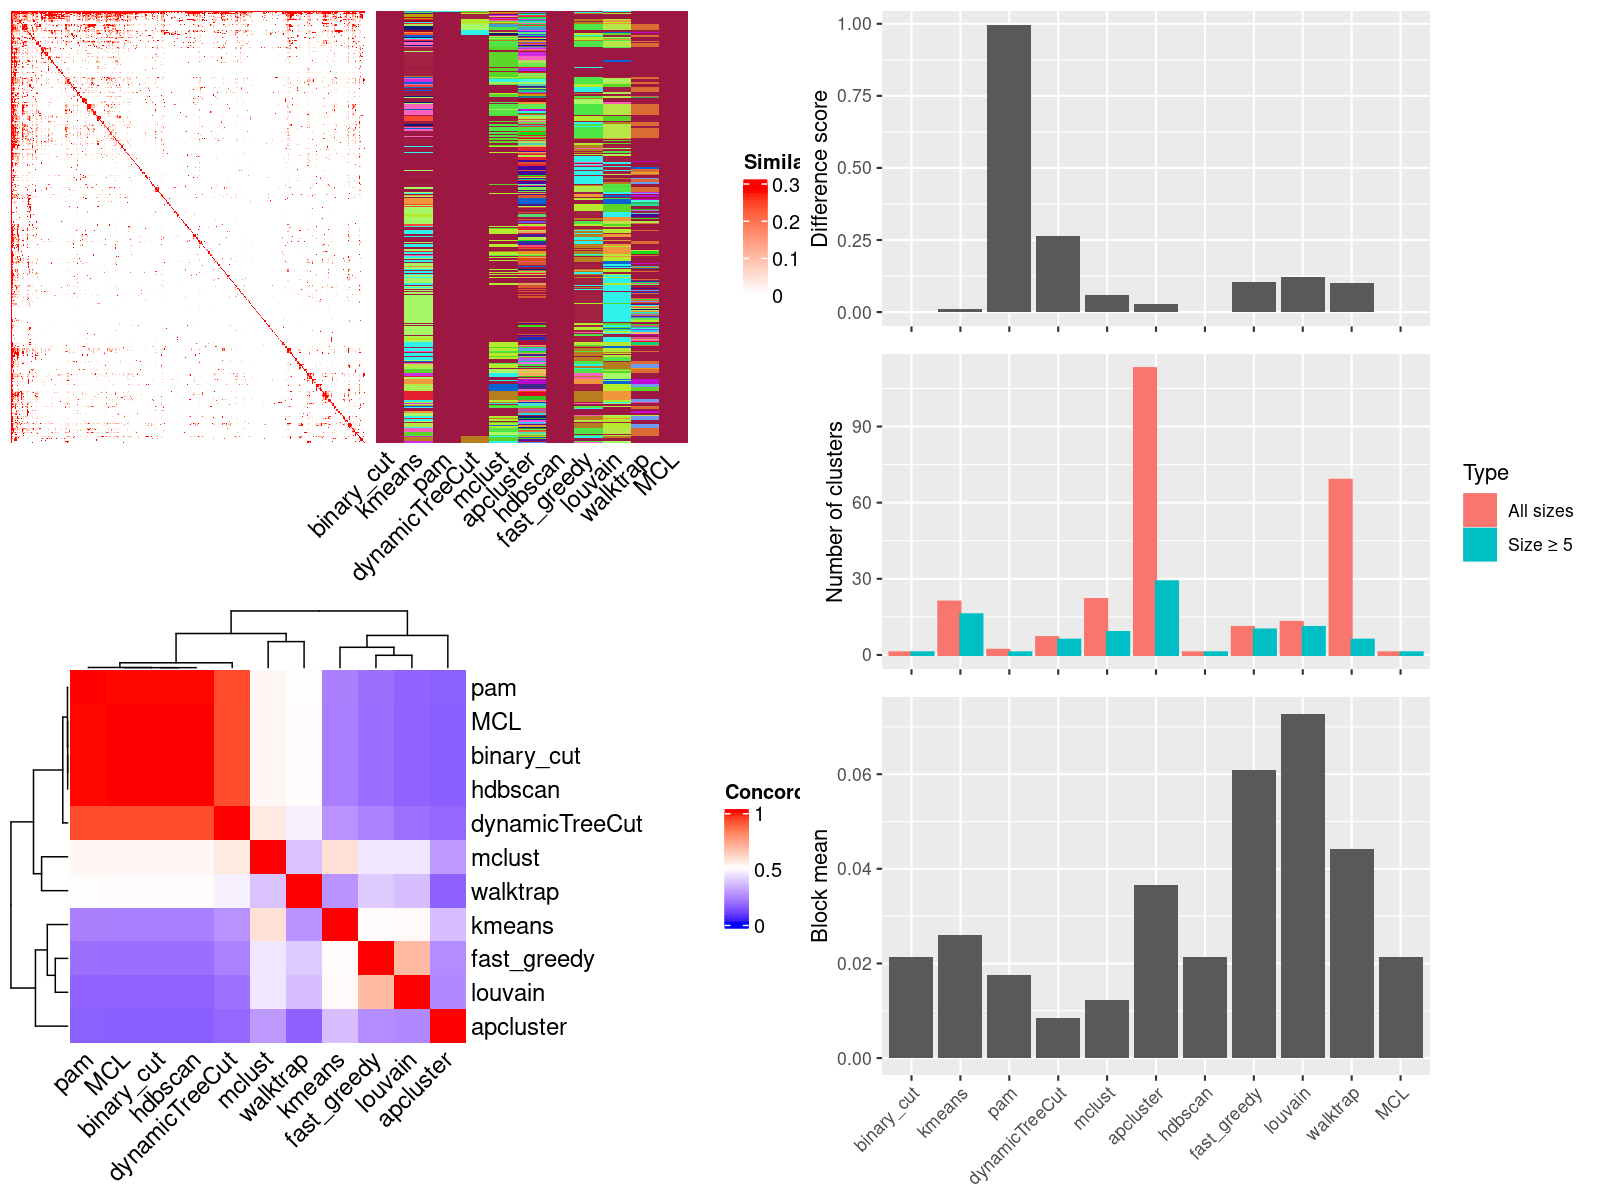 Simila
0.3
0.2
0.1
0
binary_cut
kmeans
pam
dynamicTreeCut
mclust
apcluster
hdbscan
fast_greedy
louvain
walktrap
MCL
pam
MCL
binary_cut
hdbscan
dynamicTreeCut
mclust
walktrap
kmeans
fast_greedy
louvain
apcluster
Concord
1
0.5
0
pam
MCL
binary_cut
hdbscan
dynamicTreeCut
mclust
walktrap
kmeans
fast_greedy
louvain
apcluster
Difference score
1.00
0.75
0.50
0.25
0.00
Number of clusters
90
60
30
0
Type
All sizes
Size ≥ 5
Block mean
0.06
0.04
0.02
0.00
binary_cut
kmeans
pam
dynamicTreeCut
mclust
apcluster
hdbscan
fast_greedy
louvain
walktrap
MCL